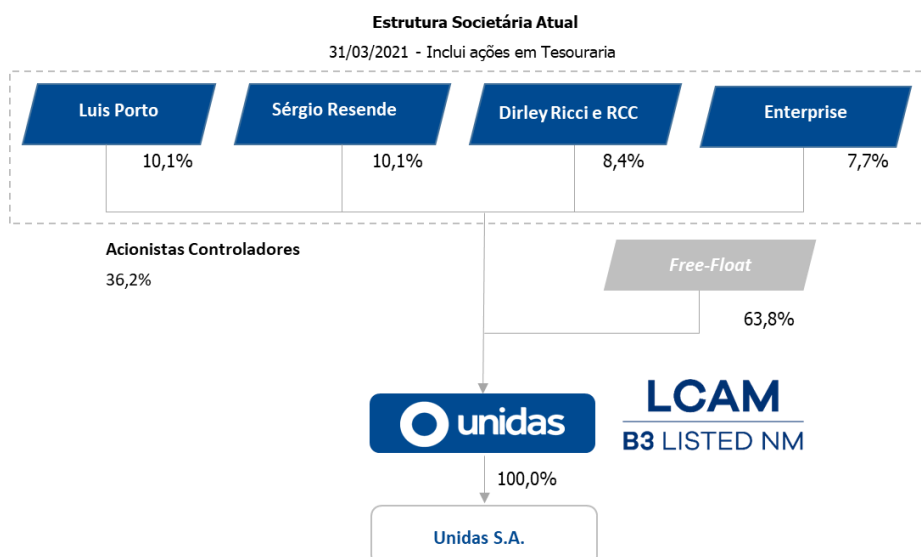 Estrutura Societária Atual
31/03/2021 - Inclui ações em Tesouraria
Luis Porto
Sérgio Resende
Dirley Ricci e RCC
Enterprise
10,1%
10,1%
8,4%
7,7%
Acionistas Controladores
36,2%
Free-Float
63,8%
unidas
LCAM
B3 LISTED NM
100,0%
Unidas S.A.